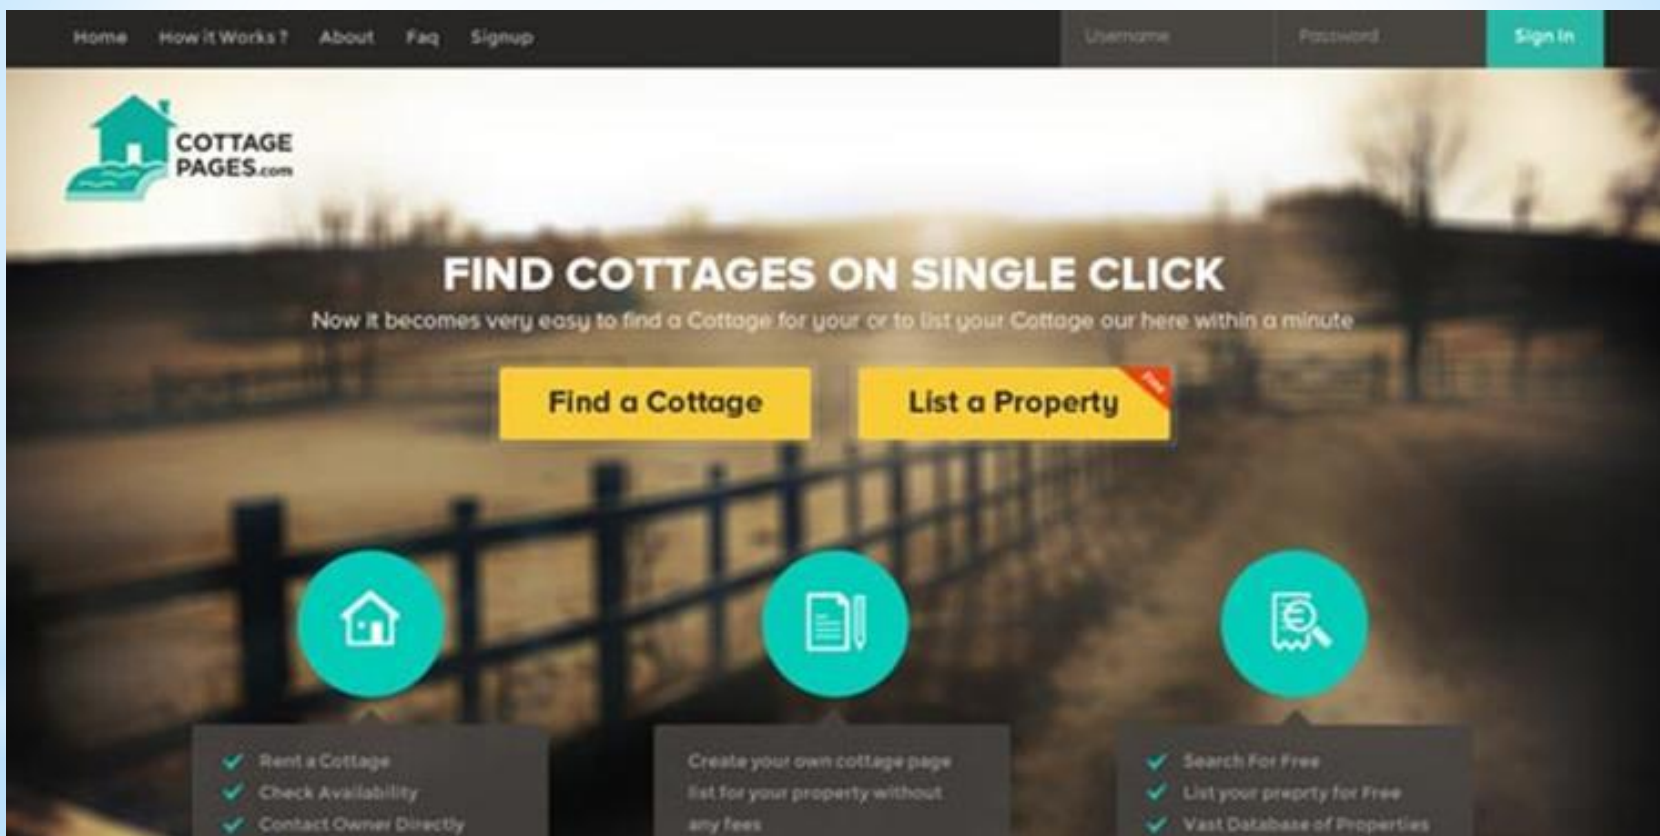 Home How it Works ? About Faq Signup Username Password Sign In
COTTAGE
PAGES.com
FIND COTTAGES ON SINGLE CLICK
Now it becomes very easy to find a Cottage for your or to list your Cottage our here within a minute
Find a Cottage
List a Property
Free
Rent a Cottage
Check Availability
Contact Owner Directly
Create your own cottage page
list for your property without
any fees
Search For Free
List your preprty for Free
Vast Database of Properties